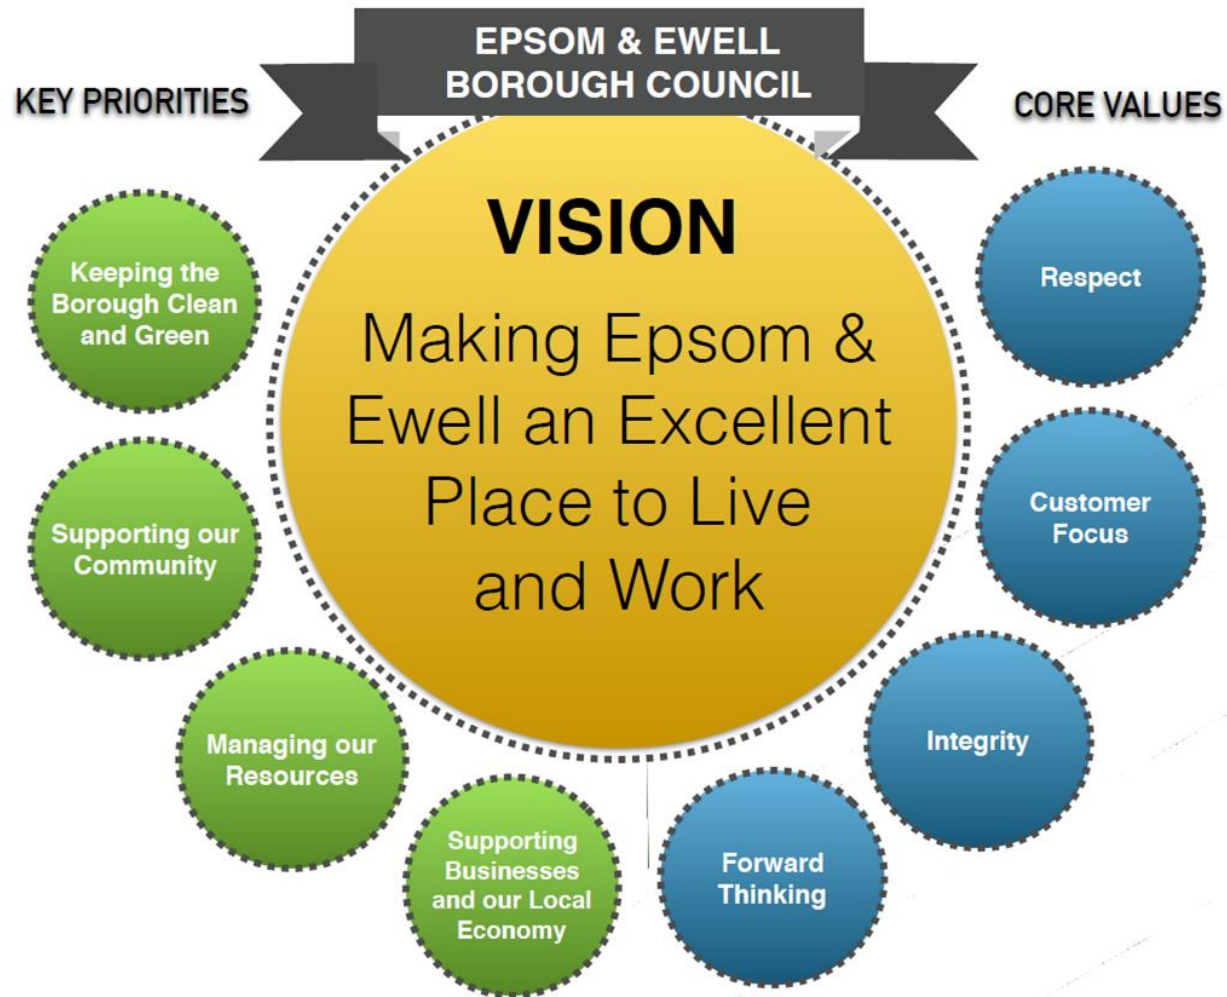 EPSOM & EWELL
BOROUGH COUNCIL
KEY PRIORITIES
CORE VALUES
VISION
Making Epsom &
Ewell an Excellent
Place to Live
and Work
Keeping the
Borough Clean
and Green
Supporting our
Community
Managing our
Resources
Supporting
Businesses
and our Local
Economy
Respect
Customer
Focus
Integrity
Forward
Thinking